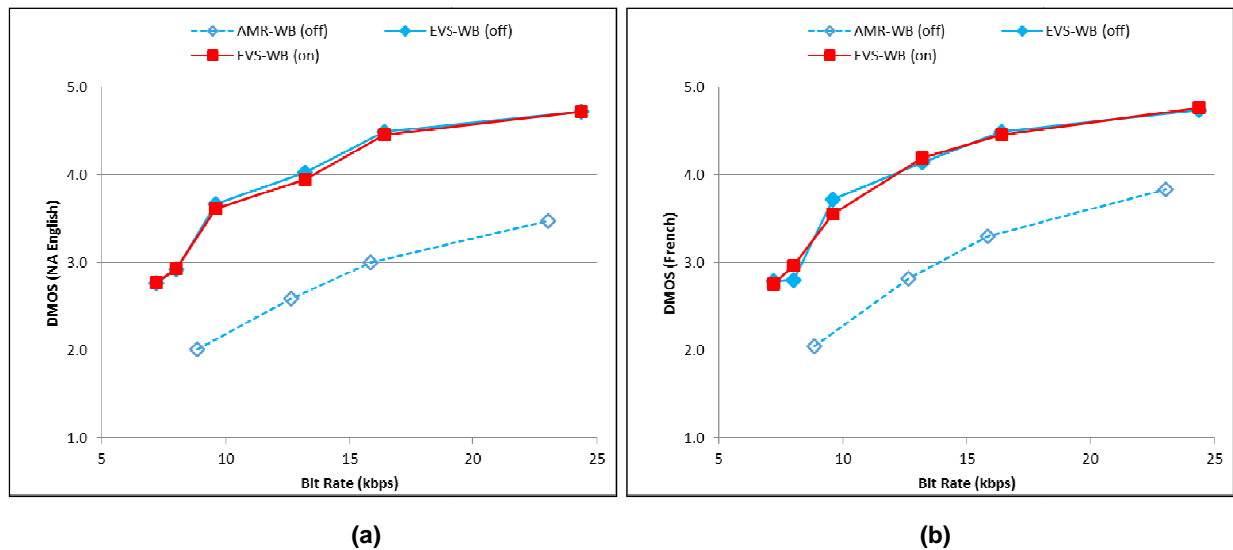 AMR-WB (off) EVS-WB (off)
EVS-WB (on)
5.0
4.0
3.0
2.0
1.0
DMOS (NA English)
5 10 15 20 25
Bit Rate (kbps)
(a)
AMR-WB (off) EVS-WB (off)
EVS-WB (on)
5.0
4.0
3.0
2.0
1.0
DMOS (French)
5 10 15 20 25
Bit Rate (kbps)
(b)